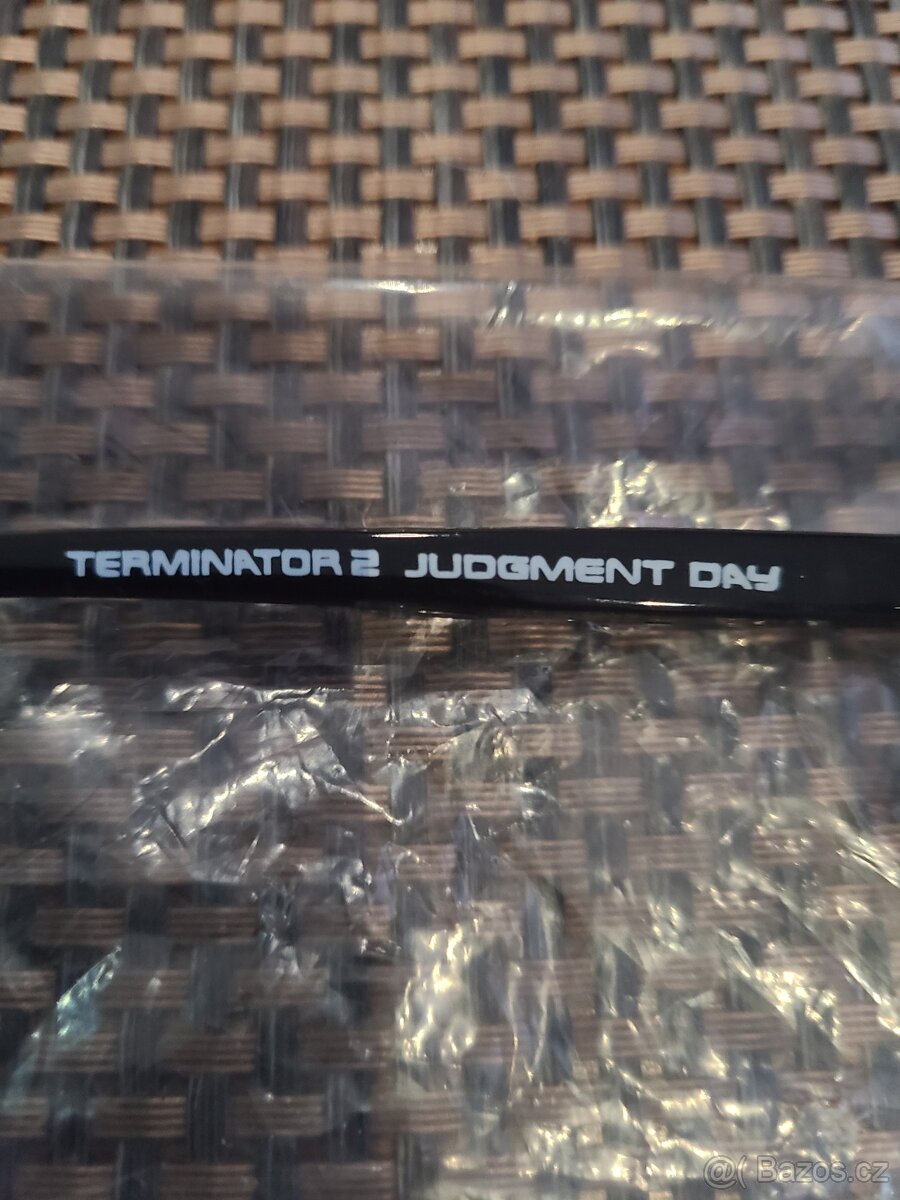 TERMINATOR 2 JUDGMENT DAY
@( Bazos.cz